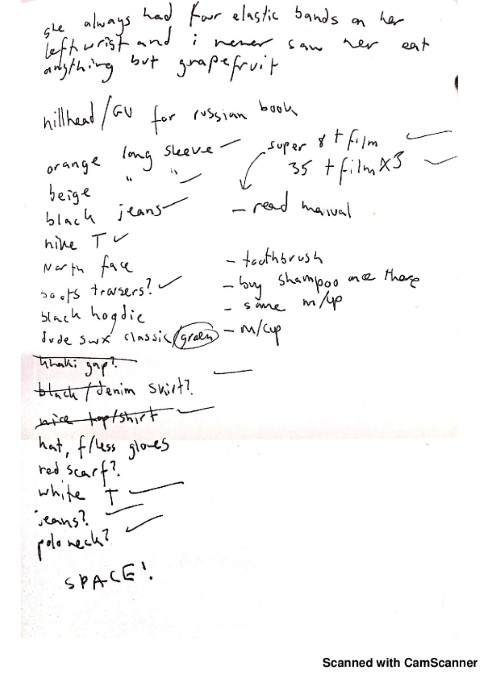 she always had four elastic bands on her
left wrist and i never saw her eat
anything but grapefruit
hillhead/GU for russian book
orange long sleeve
beige " "
black jeans
nike T
North face
boots trousers?
black hoodie
dude swx classic/green
khaki gap?
black/denim skirt?
nice top/shirt
hat, f/less gloves
red scarf?
white T
jeans?
polo neck?
SPACE!
super 8 + film
35 + film x3
- read manual
- toothbrush
- buy shampoo once there
- some m/up
- m/cup
Scanned with CamScanner